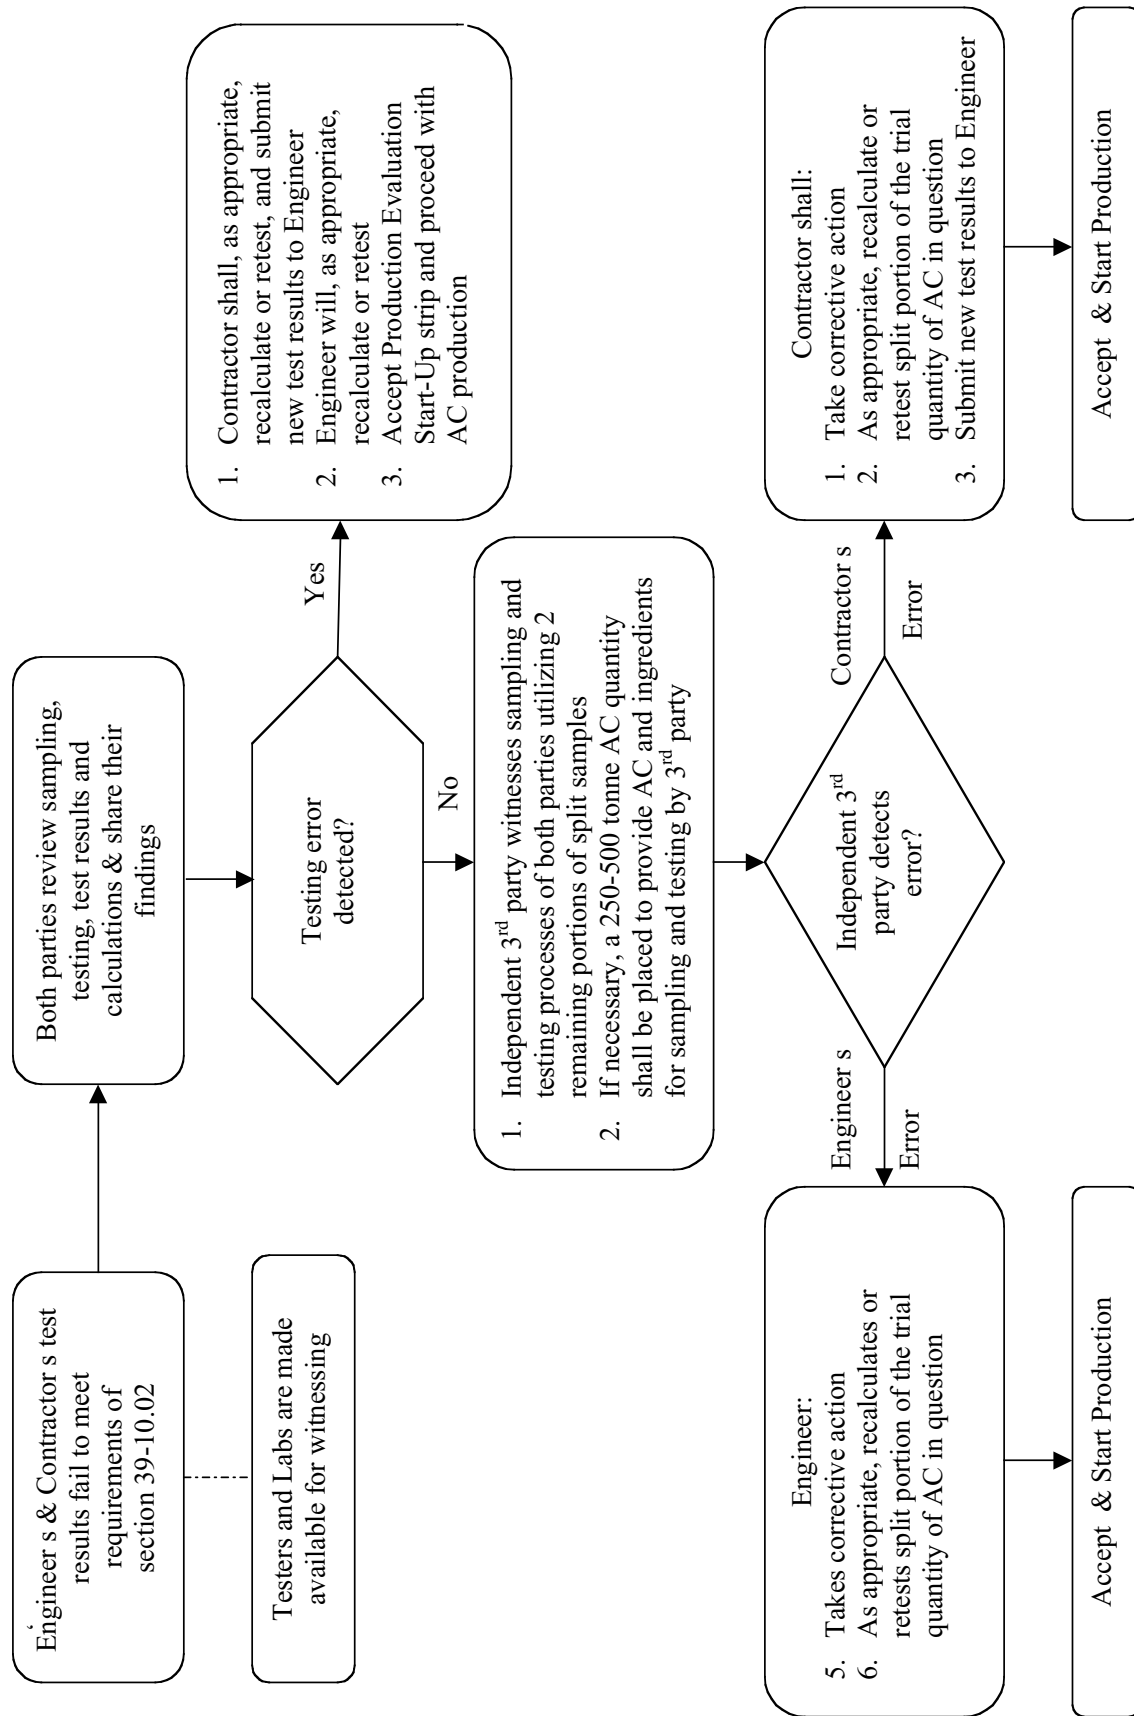 Engineer s & Contractor s test
results fail to meet
requirements of
section 39-10.02
Testers and Labs are made
available for witnessing
Both parties review sampling,
testing, test results and
calculations & share their
findings
Testing error
detected?
Yes
No
1. Contractor shall, as appropriate,
recalculate or retest, and submit
new test results to Engineer
2. Engineer will, as appropriate,
recalculate or retest
3. Accept Production Evaluation
Start-Up strip and proceed with
AC production
1. Independent 3rd party witnesses sampling and
testing processes of both parties utilizing 2
remaining portions of split samples
2. If necessary, a 250-500 tonne AC quantity
shall be placed to provide AC and ingredients
for sampling and testing by 3rd party
Independent 3rd
party detects
error?
Engineer s
Error
Contractor s
Error
Engineer:
5. Takes corrective action
6. As appropriate, recalculates or
retests split portion of the trial
quantity of AC in question
Accept & Start Production
Contractor shall:
1. Take corrective action
2. As appropriate, recalculate or
retest split portion of the trial
quantity of AC in question
3. Submit new test results to Engineer
Accept & Start Production